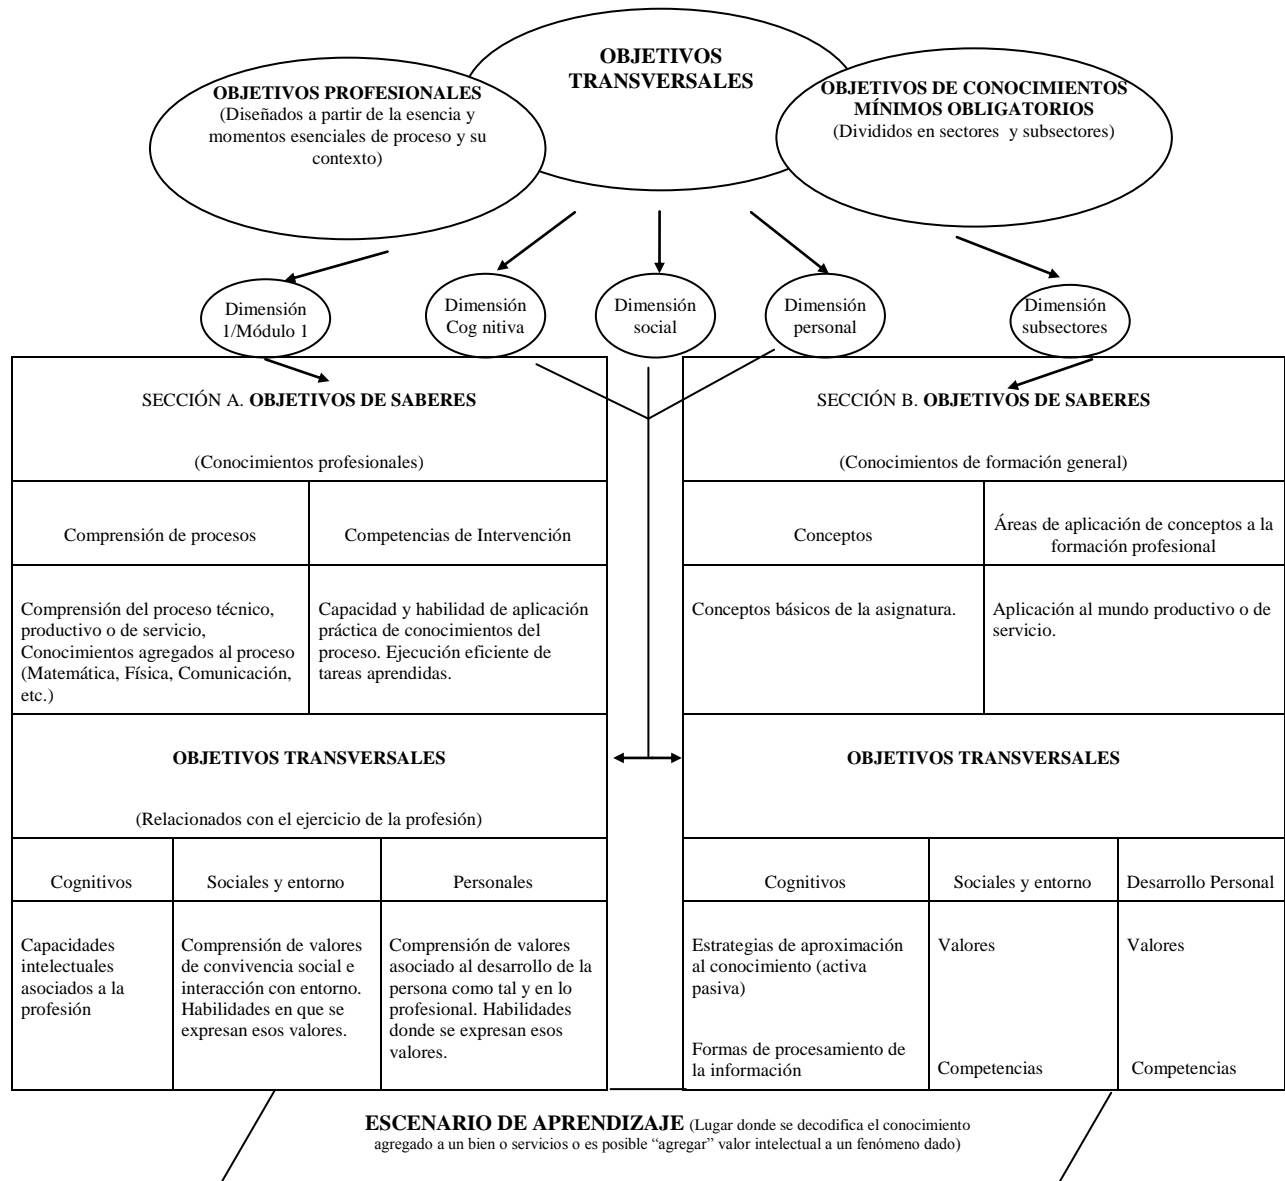 OBJETIVOS
TRANSVERSALES
OBJETIVOS PROFESIONALES
(Diseñados a partir de la esencia y
momentos esenciales de proceso y su
contexto)
OBJETIVOS DE CONOCIMIENTOS
MÍNIMOS OBLIGATORIOS
(Divididos en sectores y subsectores)
Dimensión
1/Módulo 1
Dimensión
Cog nitiva
Dimensión
social
Dimensión
personal
Dimensión
subsectores
SECCIÓN A. OBJETIVOS DE SABERES
(Conocimientos profesionales)
Comprensión de procesos
Competencias de Intervención
Comprensión del proceso técnico,
productivo o de servicio,
Conocimientos agregados al proceso
(Matemática, Física, Comunicación,
etc.)
Capacidad y habilidad de aplicación
práctica de conocimientos del
proceso. Ejecución eficiente de
tareas aprendidas.
OBJETIVOS TRANSVERSALES
(Relacionados con el ejercicio de la profesión)
Cognitivos
Sociales y entorno
Personales
Capacidades
intelectuales
asociados a la
profesión
Comprensión de valores
de convivencia social e
interacción con entorno.
Habilidades en que se
expresan esos valores.
Comprensión de valores
asociado al desarrollo de la
persona como tal y en lo
profesional. Habilidades
donde se expresan esos
valores.
SECCIÓN B. OBJETIVOS DE SABERES
(Conocimientos de formación general)
Conceptos
Áreas de aplicación de conceptos a la
formación profesional
Conceptos básicos de la asignatura.
Aplicación al mundo productivo o de
servicio.
OBJETIVOS TRANSVERSALES
Cognitivos
Sociales y entorno
Desarrollo Personal
Estrategias de aproximación
al conocimiento (activa
pasiva)
Formas de procesamiento de
la información
Valores
Competencias
Valores
Competencias
ESCENARIO DE APRENDIZAJE (Lugar donde se decodifica el conocimiento
agregado a un bien o servicios o es posible “agregar” valor intelectual a un fenómeno dado)